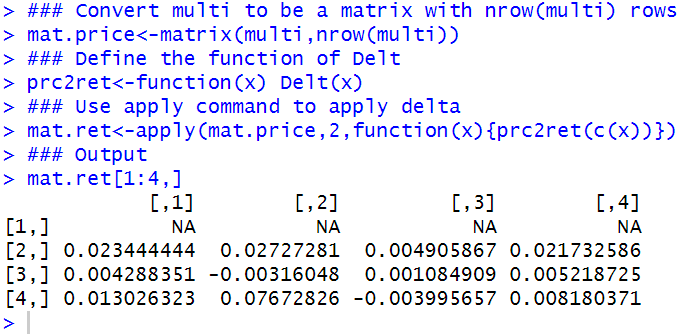 > ### Convert multi to be a matrix with nrow(multi) rows
> mat.price<-matrix(multi,nrow(multi))
> ### Define the function of Delt
> prc2ret<-function(x) Delt(x)
> ### Use apply command to apply delta
> mat.ret<-apply(mat.price,2,function(x){prc2ret(c(x))})
> ### Output
> mat.ret[1:4,]
            [,1]        [,2]         [,3]        [,4]
[1,]          NA          NA           NA          NA
[2,] 0.023444444  0.02727281  0.004905867 0.021732586
[3,] 0.004288351 -0.00316048  0.001084909 0.005218725
[4,] 0.013026323  0.07672826 -0.003995657 0.008180371
>